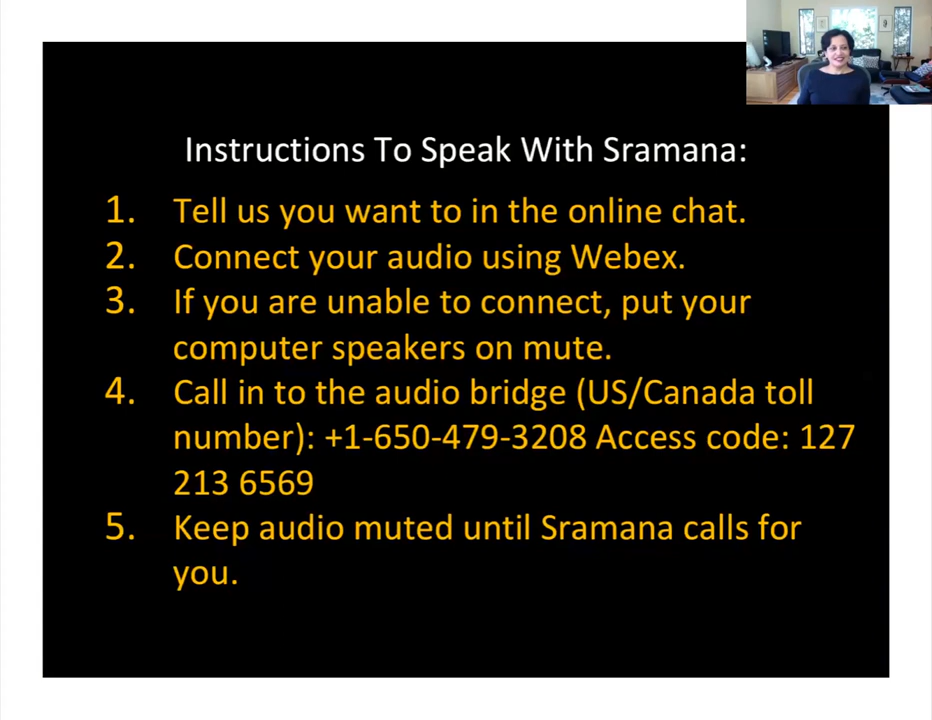 Instructions To Speak With Sramana:
1. Tell us you want to in the online chat.
2. Connect your audio using Webex.
3. If you are unable to connect, put your
computer speakers on mute.
4. Call in to the audio bridge (US/Canada toll
number): +1-650-479-3208 Access code: 127
213 6569
5. Keep audio muted until Sramana calls for
you.